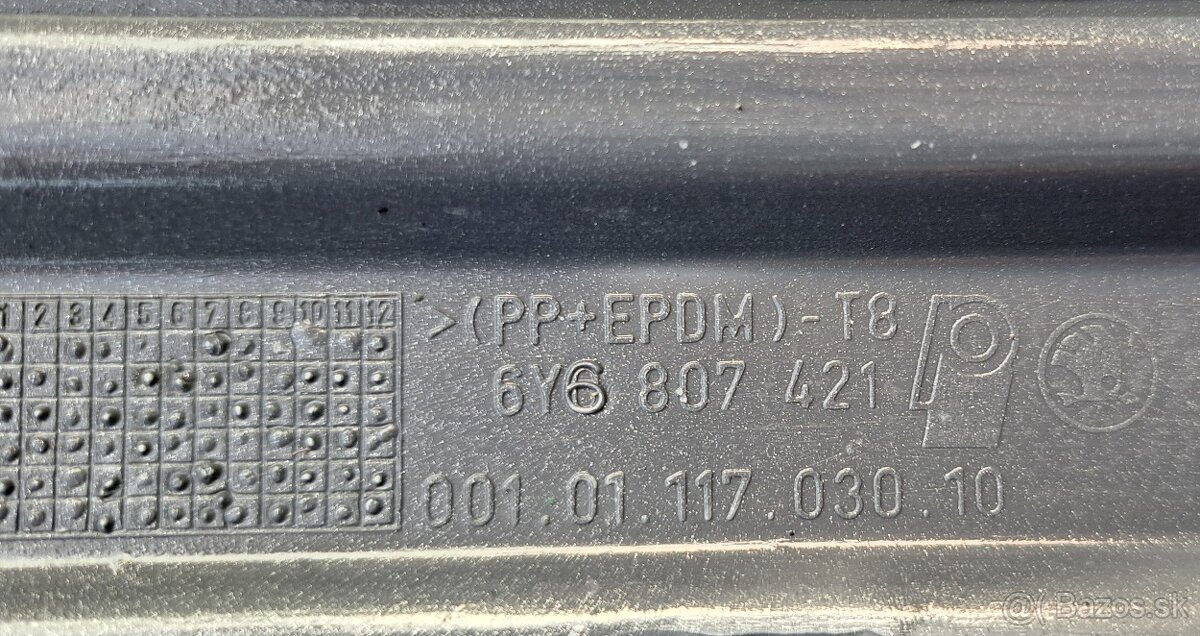 1 2 3 4 5 6 7 8 9 10 11 12
>(PP+EPDM)-T8
6Y6 807 421
001.01.117.030.10
@( Bazos.sk